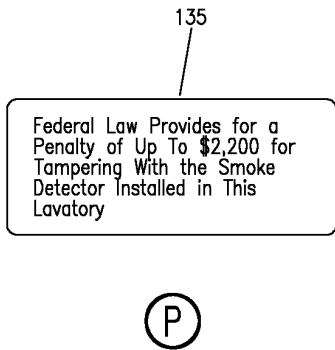 135
Federal Law Provides for a
Penalty of Up To $2,200 for
Tampering With the Smoke
Detector Installed in This
Lavatory
P